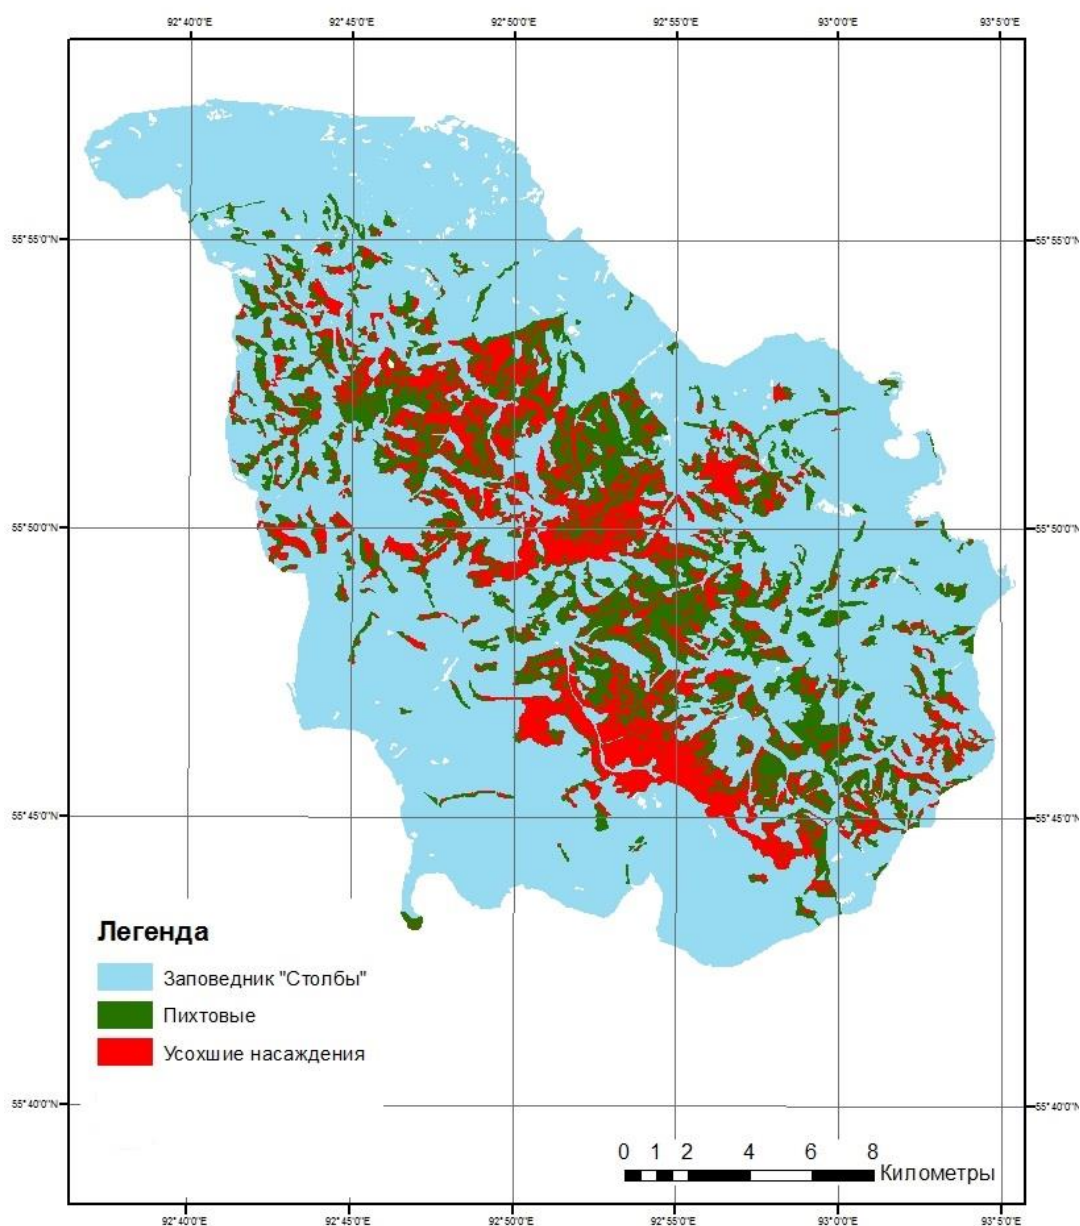 92°40'0"E 92°45'0"E 92°50'0"E 92°55'0"E 93°0'0"E 93°5'0"E
55°55'0"N 55°55'0"N
55°50'0"N 55°50'0"N
55°45'0"N 55°45'0"N
Легенда
Заповедник "Столбы"
Пихтовые
Усохшие насаждения
55°40'0"N 55°40'0"N
0 1 2 4 6 8
Километры
92°40'0"E 92°45'0"E 92°50'0"E 92°55'0"E 93°0'0"E 93°5'0"E